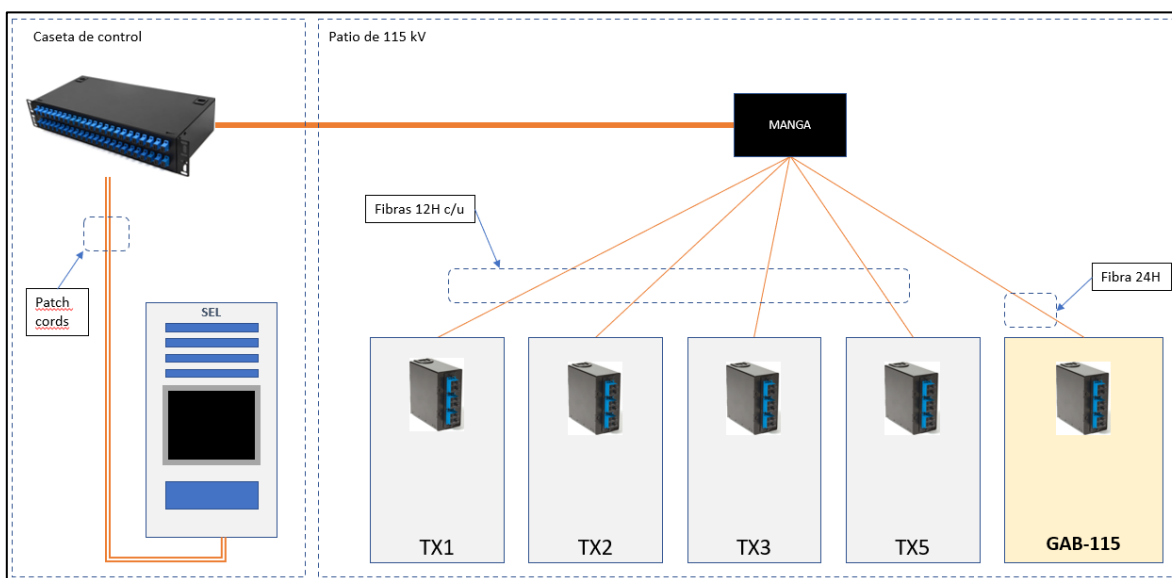 Caseta de control
Patio de 115 kV
MANGA
Fibras 12H c/u
Fibra 24H
Patch
cords
SEL
TX1
TX2
TX3
TX5
GAB-115